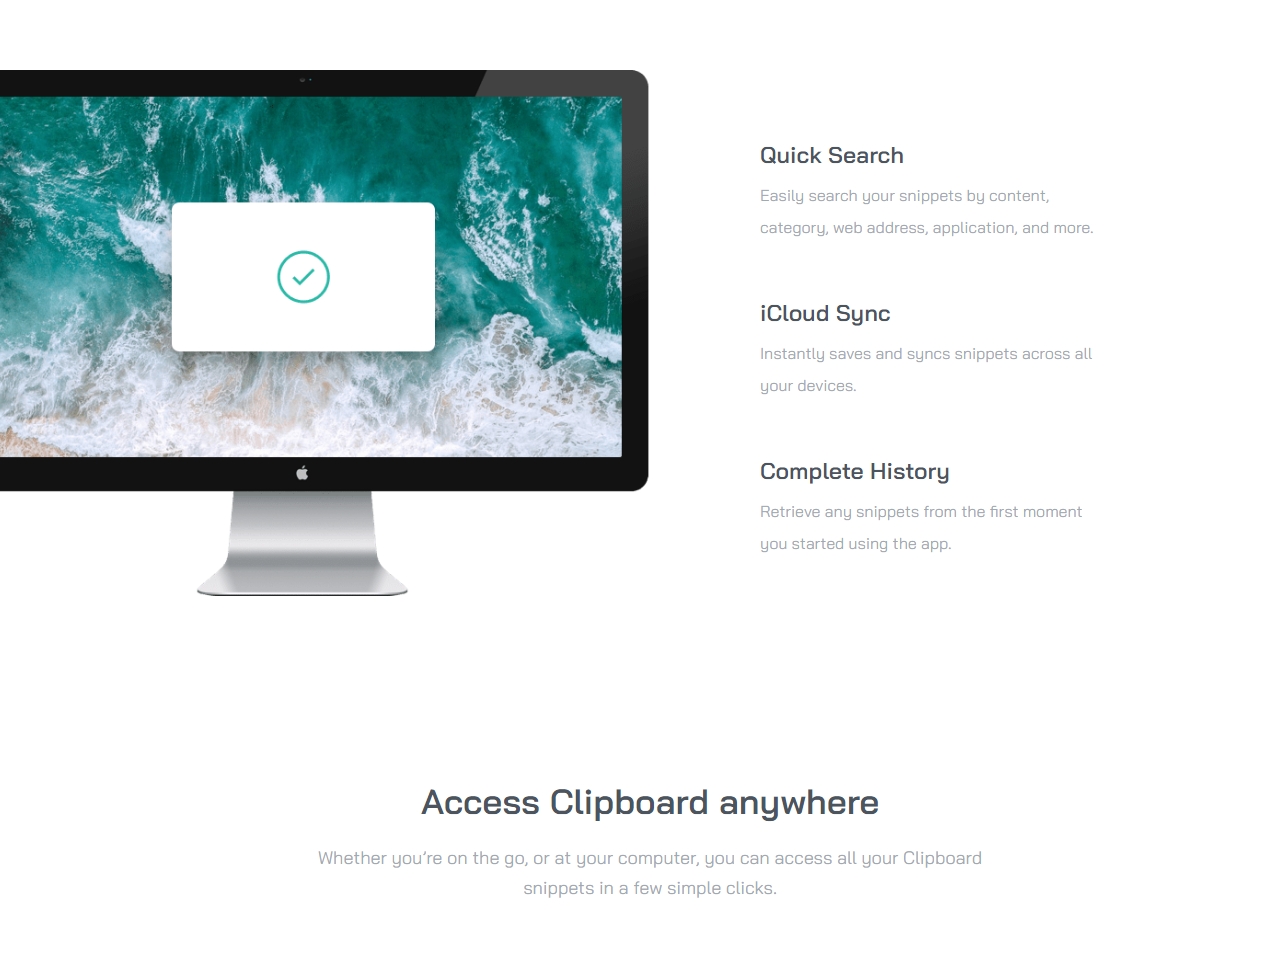 Quick Search
Easily search your snippets by content,
category, web address, application, and more.
iCloud Sync
Instantly saves and syncs snippets across all
your devices.
Complete History
Retrieve any snippets from the first moment
you started using the app.
Access Clipboard anywhere
Whether you’re on the go, or at your computer, you can access all your Clipboard
snippets in a few simple clicks.